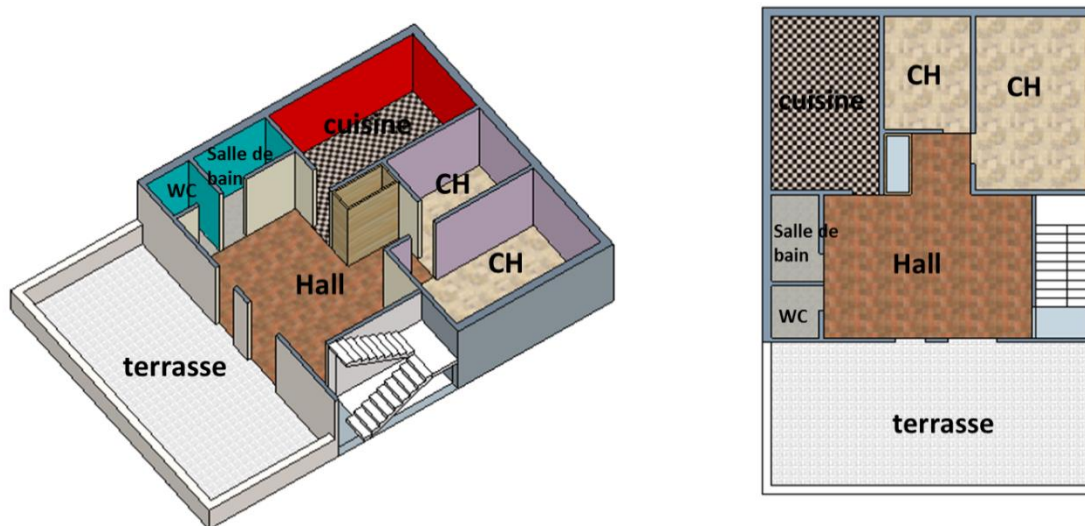 cuisine
Salle de
bain
WC
CH
CH
Hall
terrasse
CH
CH
cuisine
Salle de
bain
Hall
WC
terrasse